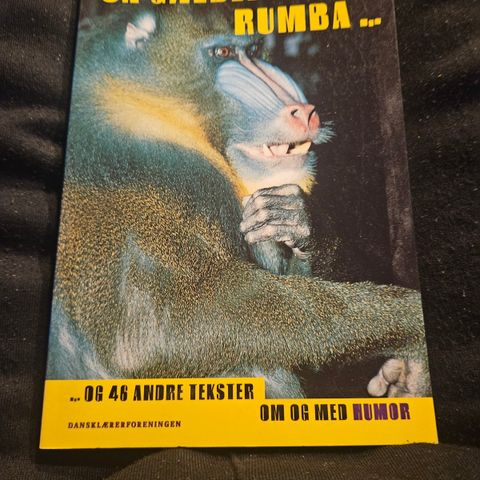 RUMBA ...
... OG 46 ANDRE TEKSTER
OM OG MED HUMOR
DANSKLÆRERFORENINGEN